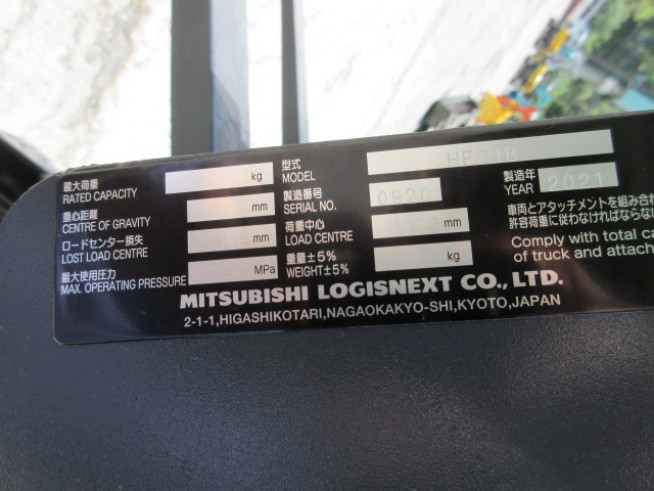 最大荷重
RATED CAPACITY
kg
型式
MODEL
重心距離
CENTRE OF GRAVITY
mm
製造番号
SERIAL NO.
0920
製造年
YEAR
2021
ロードセンター損失
LOST LOAD CENTRE
mm
荷重中心
LOAD CENTRE
mm
最大使用圧力
MAX. OPERATING PRESSURE
MPa
重量±5%
WEIGHT±5%
kg
車両とアタッチメントを組み合わ
許容荷重に従わなければならない
Comply with total ca
of truck and attach
MITSUBISHI LOGISNEXT CO., LTD.
2-1-1,HIGASHIKOTARI,NAGAOKAKYO-SHI,KYOTO,JAPAN